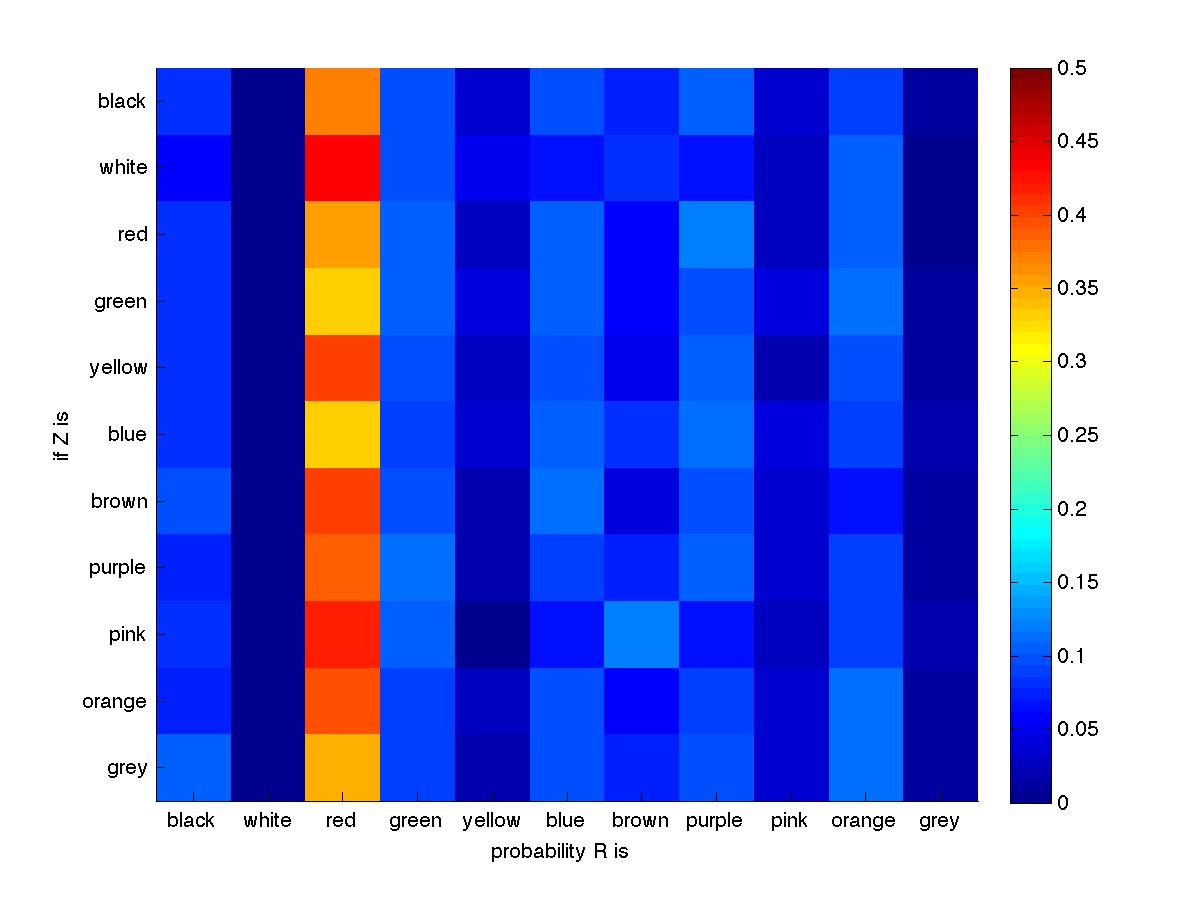 if Z is
black
white
red
green
yellow
blue
brown
purple
pink
orange
grey
black white red green yellow blue brown purple pink orange grey
probability R is
0.5
0.45
0.4
0.35
0.3
0.25
0.2
0.15
0.1
0.05
0